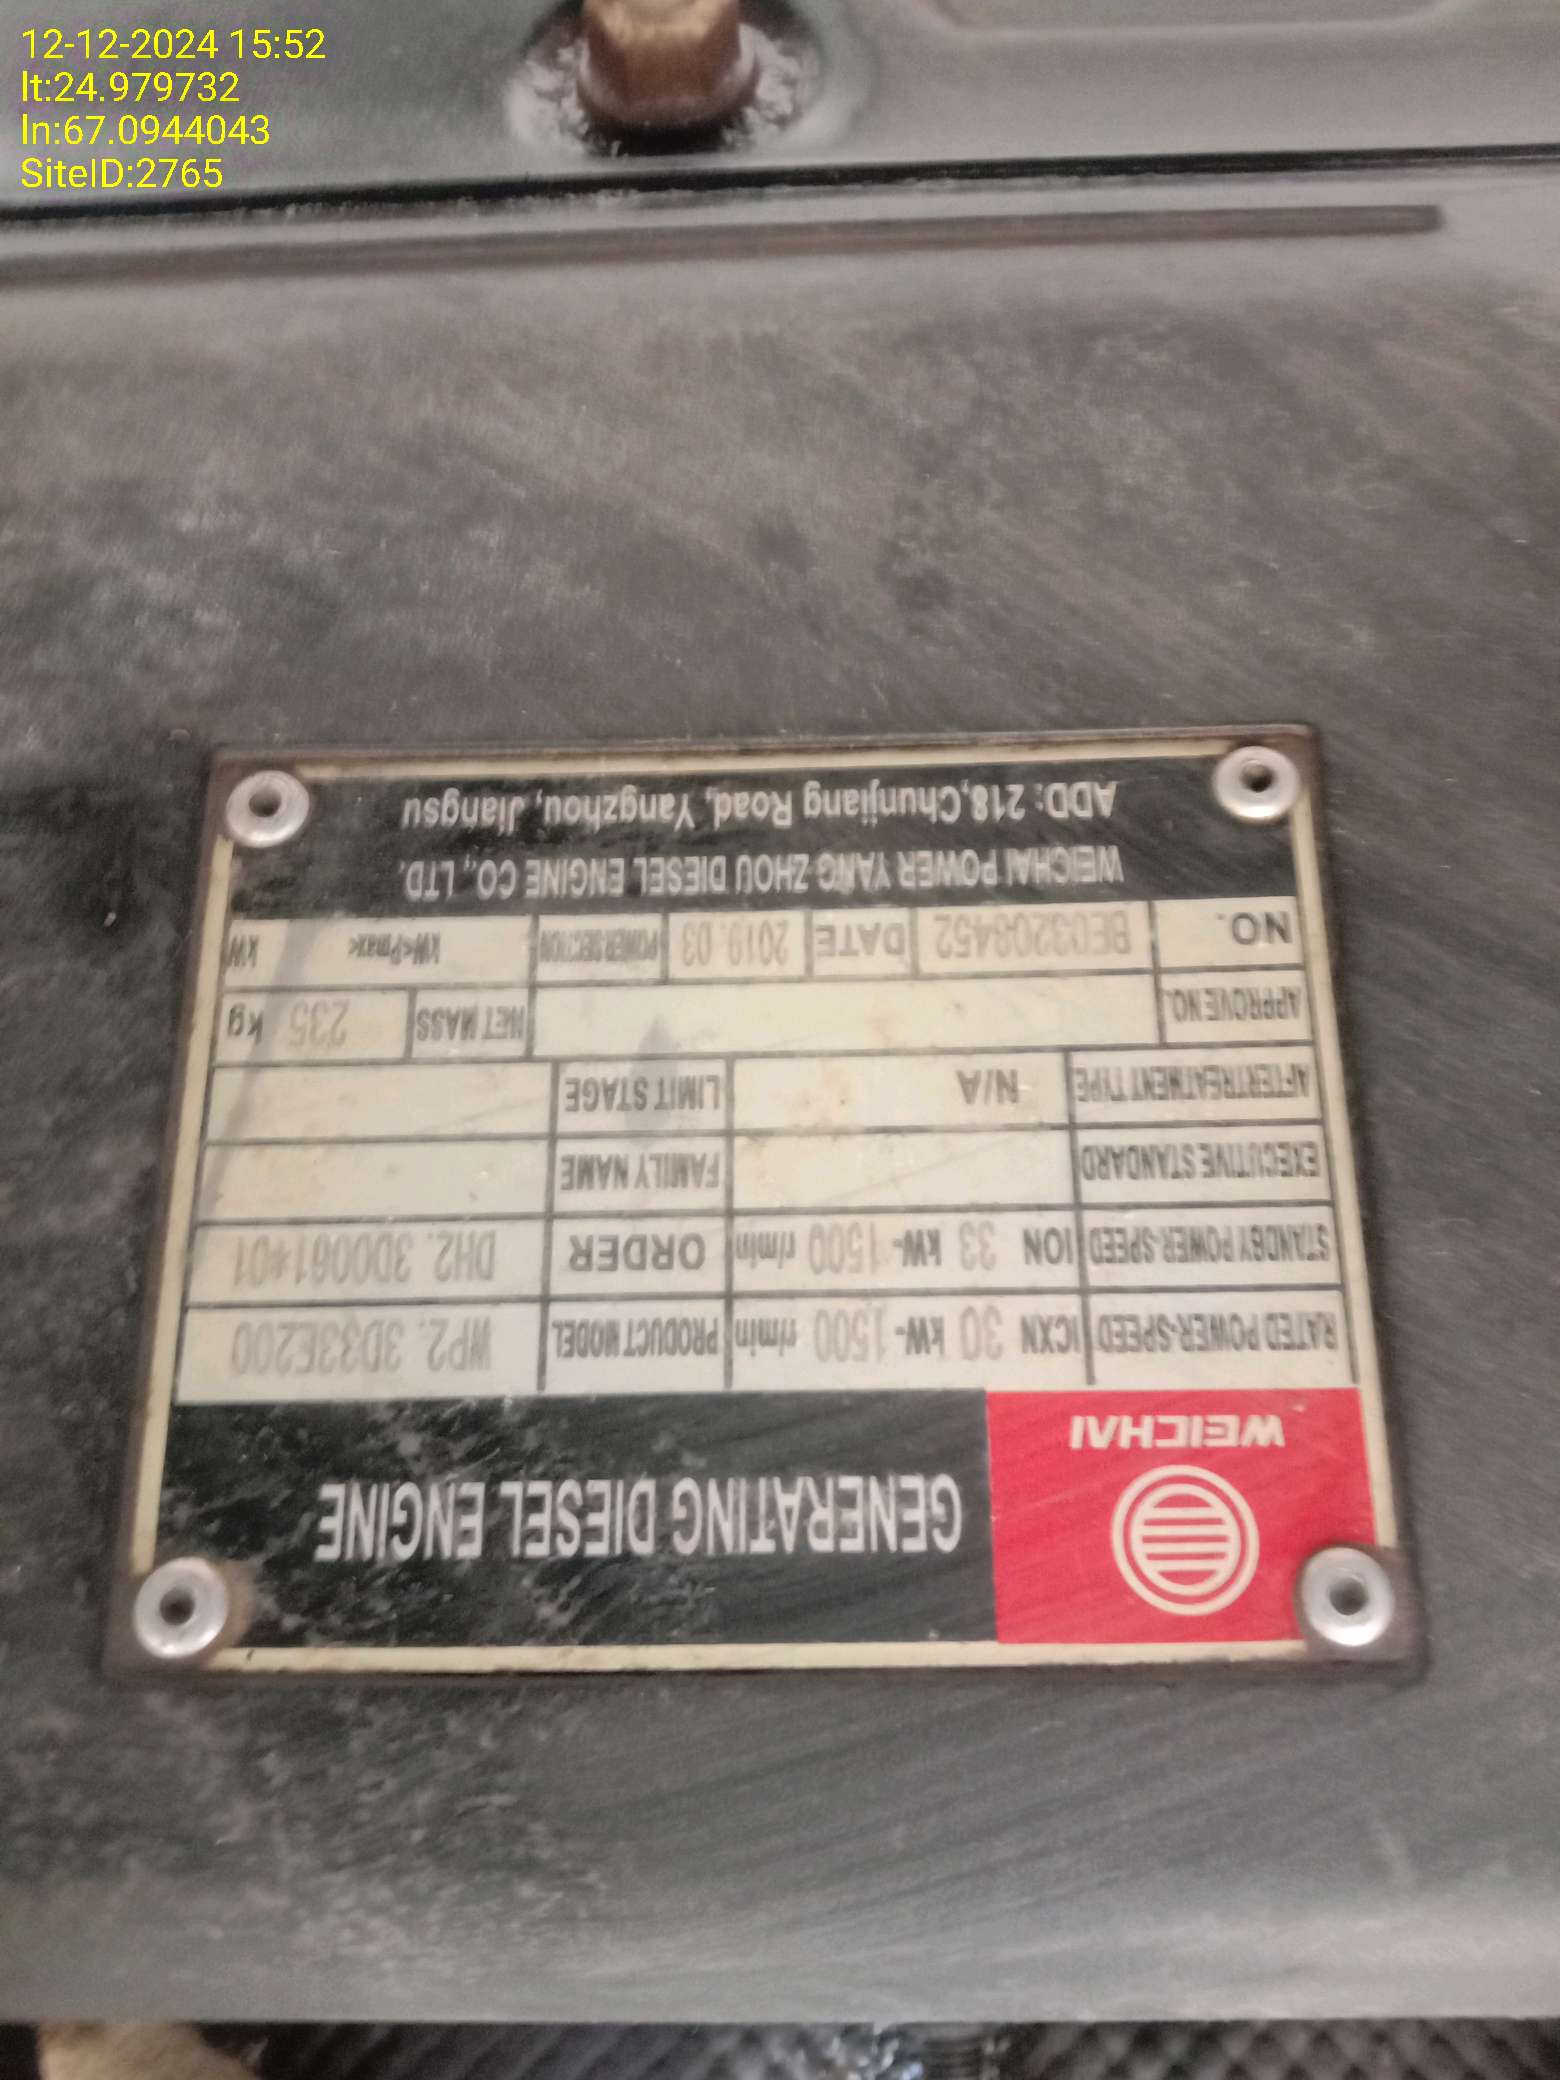 12-12-2024 15:52
lt:24.979732
ln:67.0944043
SiteID:2765
WEICHAI
GENERATING DIESEL ENGINE
RATED POWER-SPEED ICXN 30 kW- 1500 r/min PRODUCT MODEL WP2. 3D33E200
STANDBY POWER-SPEED ION 33 kW- 1500 r/min ORDER DH2. 3D0061*01
EXECUTIVE STANDARD FAMILY NAME
AFTERTREATMENT TYPE N/A LIMIT STAGE
APPROVE NO. NET MASS 235 kg
NO. BE03208452 DATE 2019.03 POWER SECTION kW<Pmax< kW
WEICHAI POWER YANG ZHOU DIESEL ENGINE CO., LTD.
ADD: 218,Chunjiang Road, Yangzhou, Jiangsu